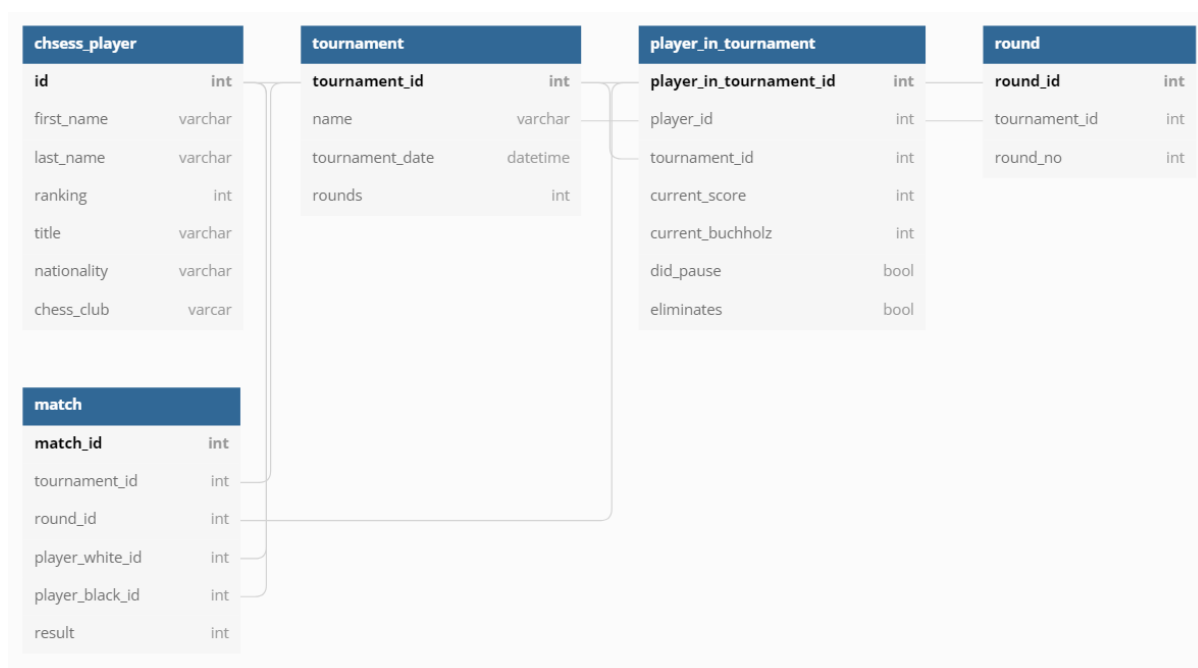 chsess_player
id int
first_name varchar
last_name varchar
ranking int
title varchar
nationality varchar
chess_club varcar
tournament
tournament_id int
name varchar
tournament_date datetime
rounds int
player_in_tournament
player_in_tournament_id int
player_id int
tournament_id int
current_score int
current_buchholz int
did_pause bool
eliminates bool
round
round_id int
tournament_id int
round_no int
match
match_id int
tournament_id int
round_id int
player_white_id int
player_black_id int
result int